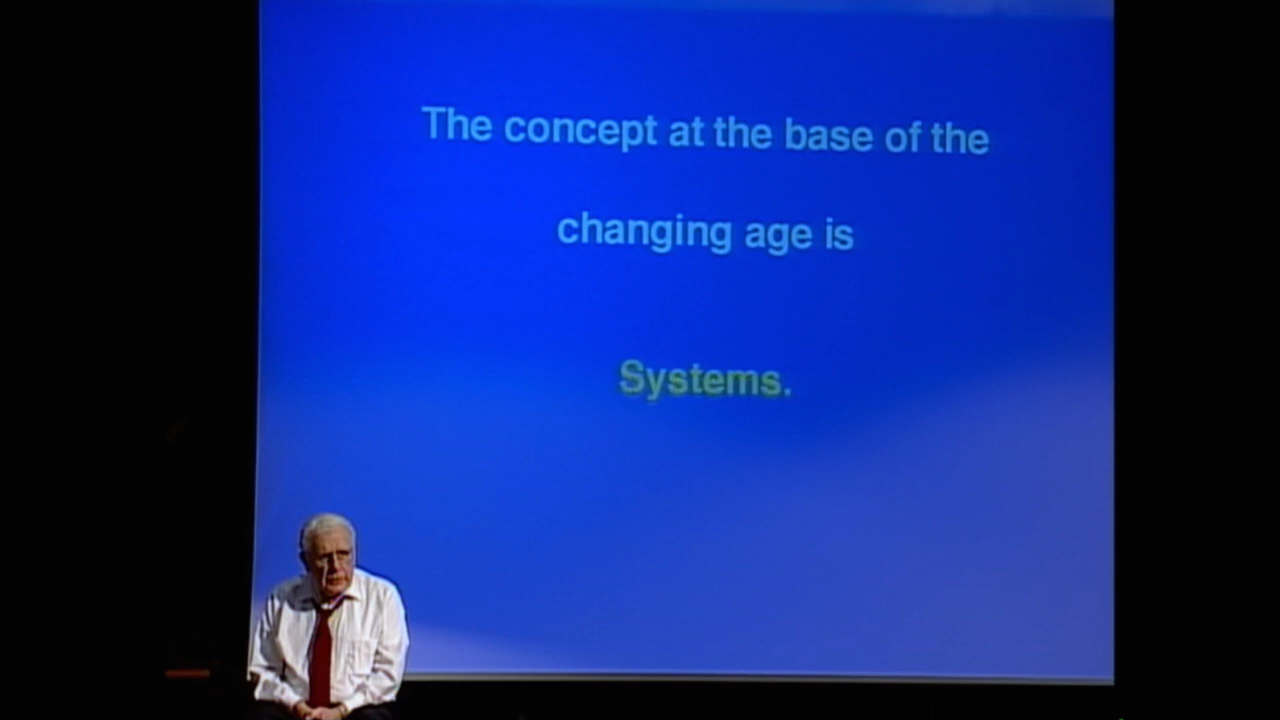 The concept at the base of the
changing age is
Systems.